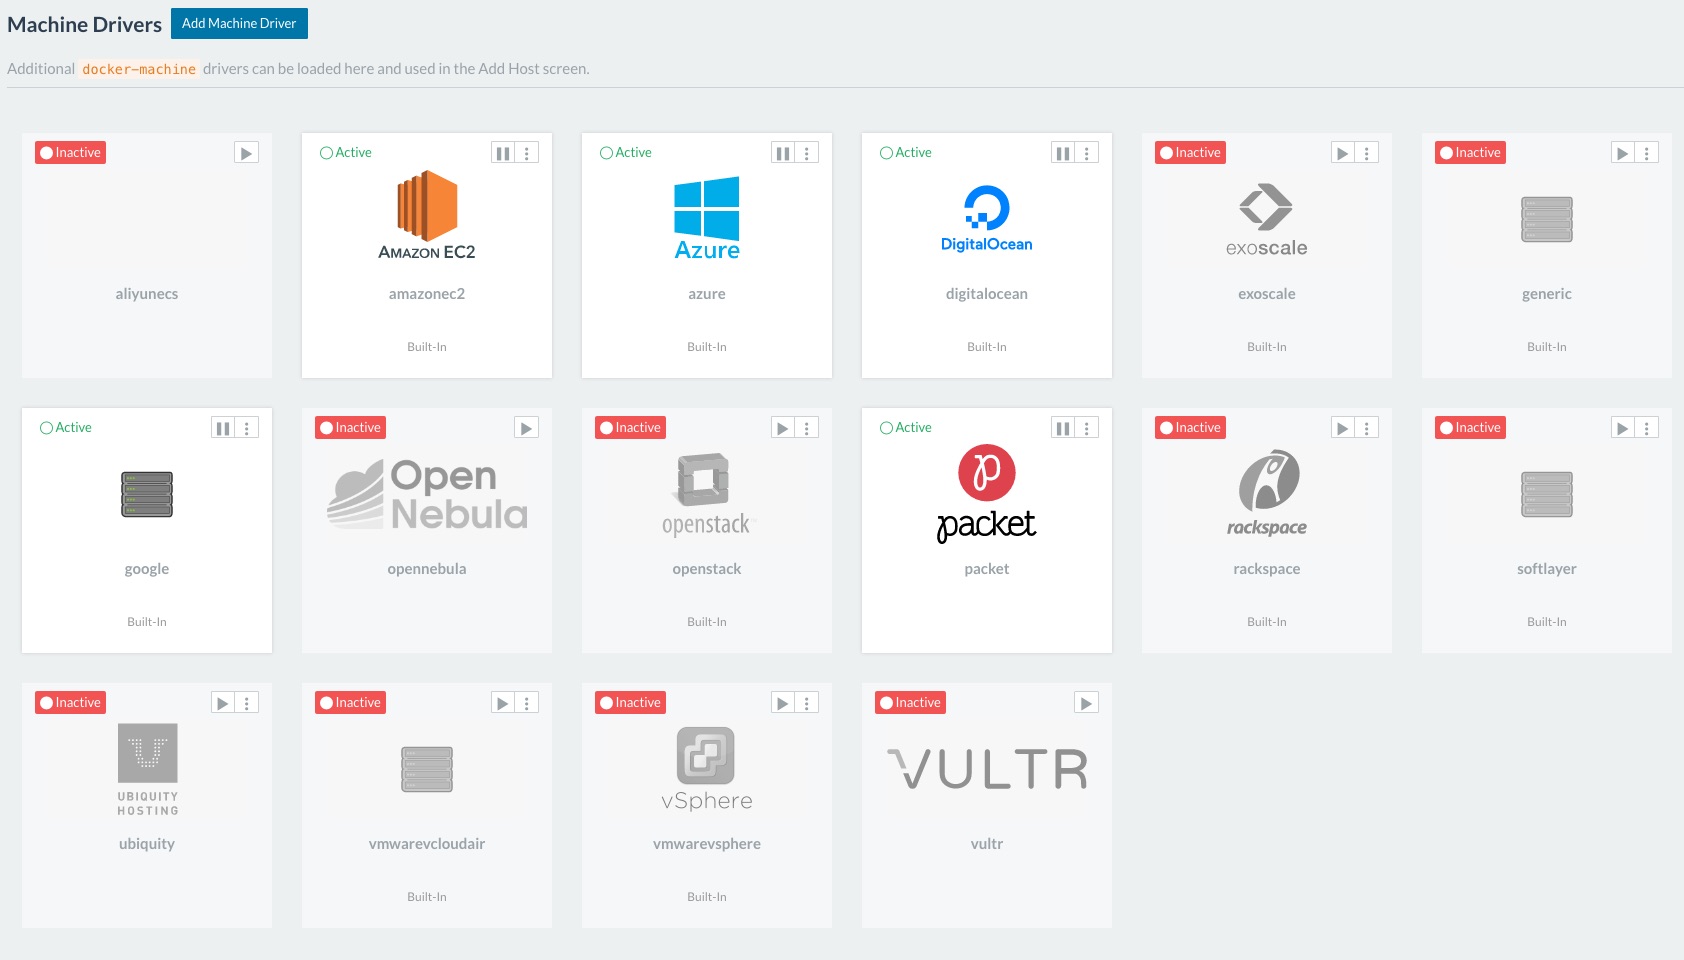 Machine Drivers Add Machine Driver
Additional docker-machine drivers can be loaded here and used in the Add Host screen.
Inactive
aliyunecs
Active
AMAZON EC2
amazonec2
Built-In
Active
Azure
azure
Built-In
Active
DigitalOcean
digitalocean
Built-In
Inactive
exoscale
exoscale
Built-In
Inactive
generic
Built-In
Active
google
Built-In
Inactive
Open
Nebula
opennebula
Inactive
openstack
openstack
Built-In
Active
packet
packet
Inactive
rackspace
rackspace
Built-In
Inactive
softlayer
Built-In
Inactive
U
UBIQUITY
HOSTING
ubiquity
Inactive
vmwarevcloudair
Built-In
Inactive
vSphere
vmwarevsphere
Built-In
Inactive
VULTR
vultr